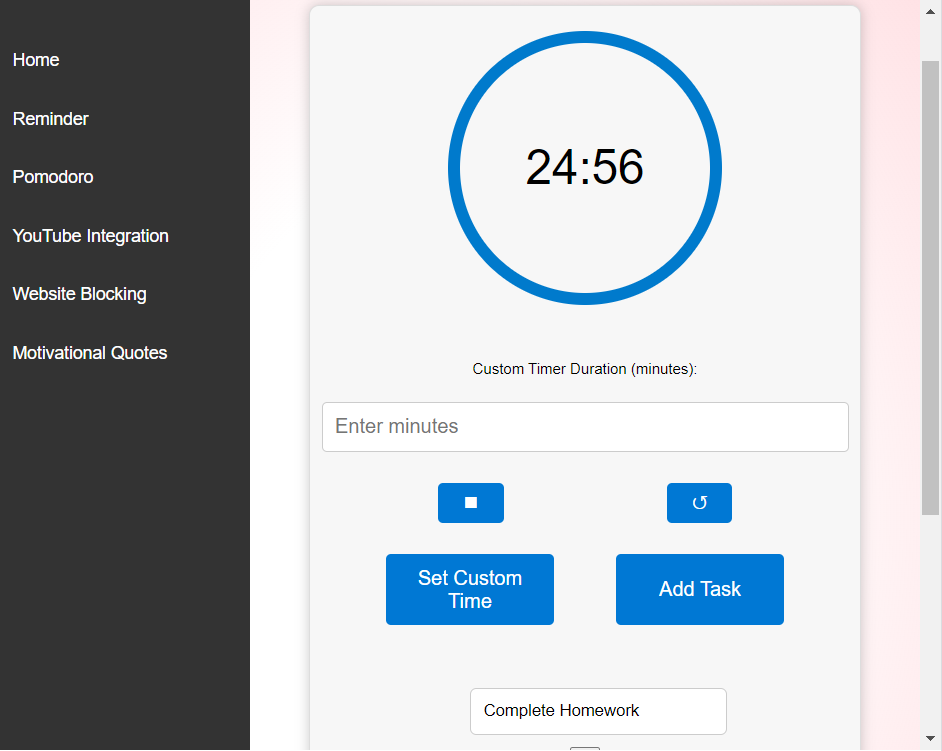 Home
Reminder
Pomodoro
YouTube Integration
Website Blocking
Motivational Quotes
24:56
Custom Timer Duration (minutes):
Enter minutes
Set Custom
Time
Add Task
Complete Homework